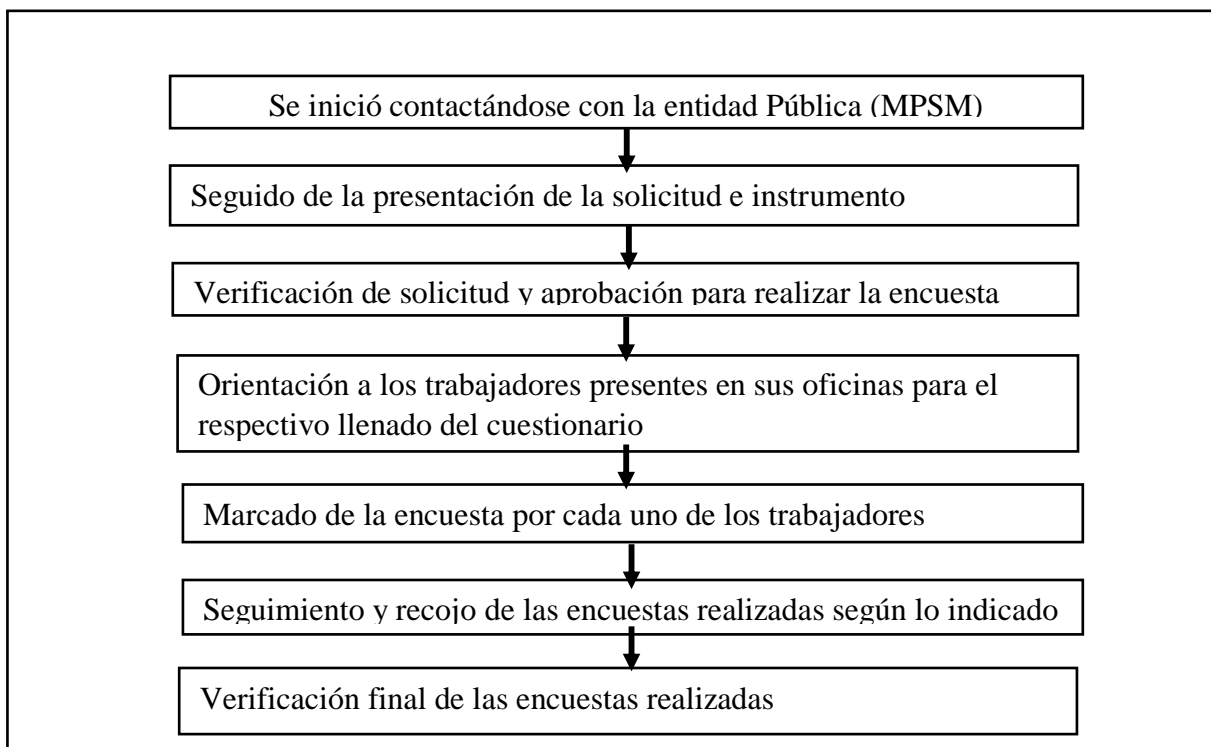 Se inició contactándose con la entidad Pública (MPSM)
Seguido de la presentación de la solicitud e instrumento
Verificación de solicitud y aprobación para realizar la encuesta
Orientación a los trabajadores presentes en sus oficinas para el
respectivo llenado del cuestionario
Marcado de la encuesta por cada uno de los trabajadores
Seguimiento y recojo de las encuestas realizadas según lo indicado
Verificación final de las encuestas realizadas